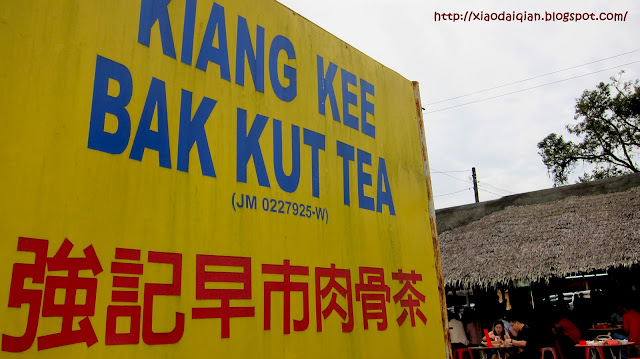 http://xiaodaiqian.blogspot.com/
KIANG KEE
BAK KUT TEA
(JM 0227925-W)
強記早市肉骨茶